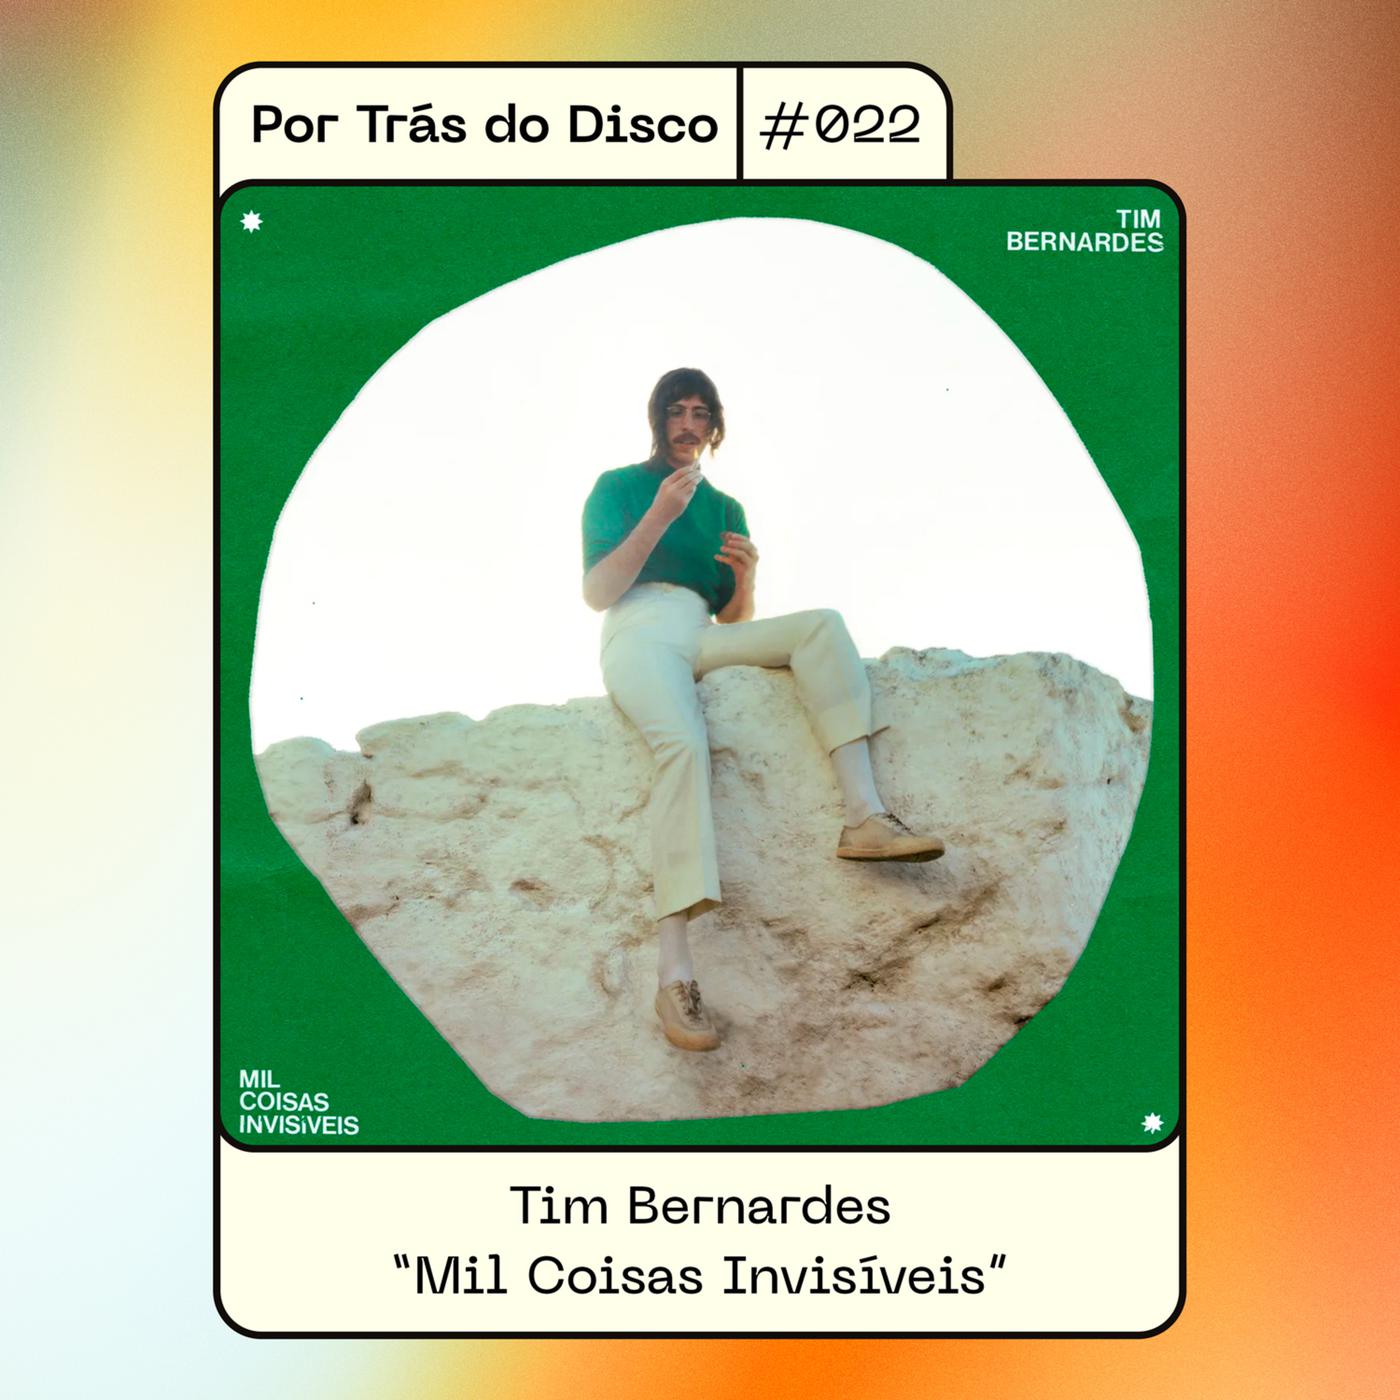 Por Trás do Disco #022
TIM
BERNARDES
MIL
COISAS
INVISíVEIS
Tim Bernardes
“Mil Coisas Invisíveis”